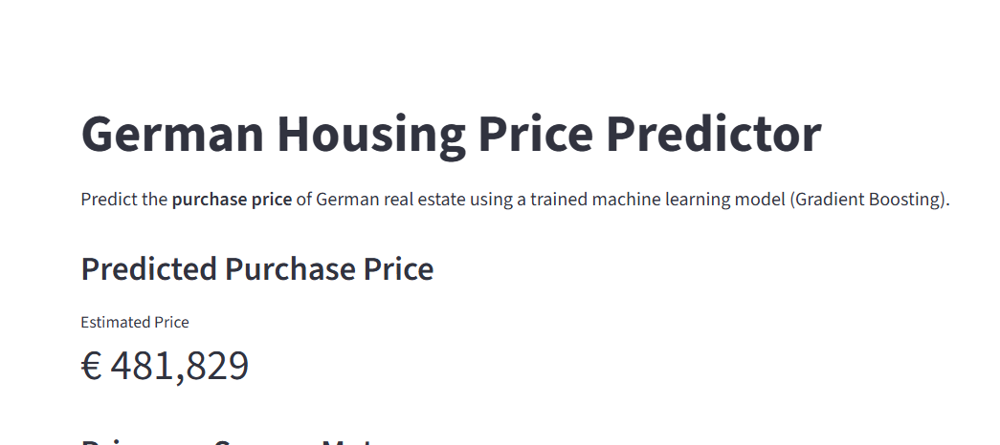 German Housing Price Predictor
Predict the purchase price of German real estate using a trained machine learning model (Gradient Boosting).
Predicted Purchase Price
Estimated Price
€ 481,829